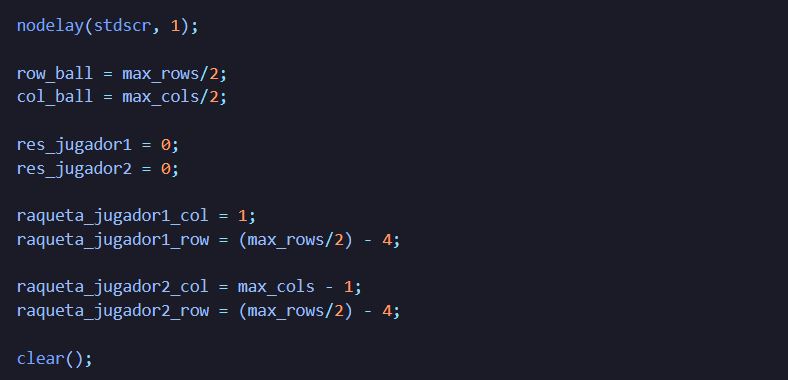 nodelay(stdscr, 1);
row_ball = max_rows/2;
col_ball = max_cols/2;
res_jugador1 = 0;
res_jugador2 = 0;
raqueta_jugador1_col = 1;
raqueta_jugador1_row = (max_rows/2) - 4;
raqueta_jugador2_col = max_cols - 1;
raqueta_jugador2_row = (max_rows/2) - 4;
clear();